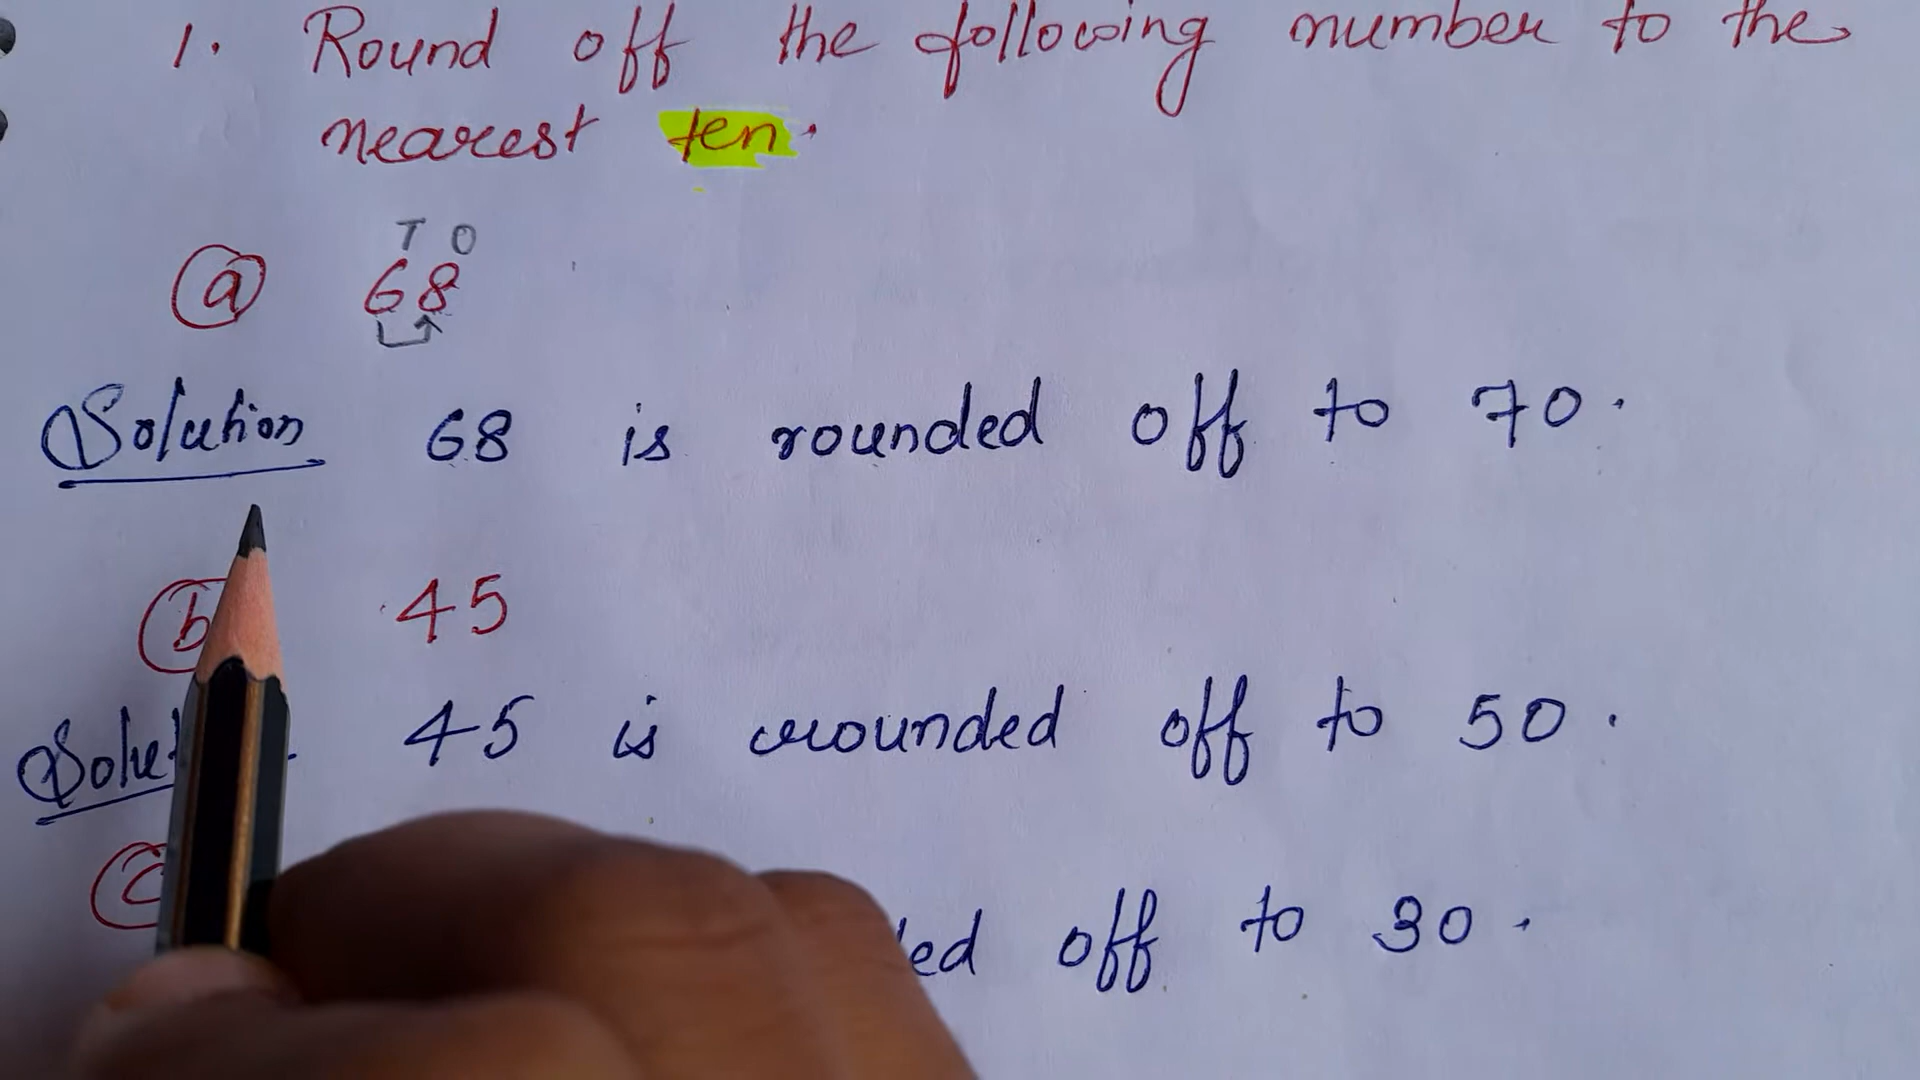 1. Round off the following number to the
nearest ten.
T O
(a) 68
Solution 68 is rounded off to 70.
(b) 45
45 is rounded off to 50.
(c)
off to 30.